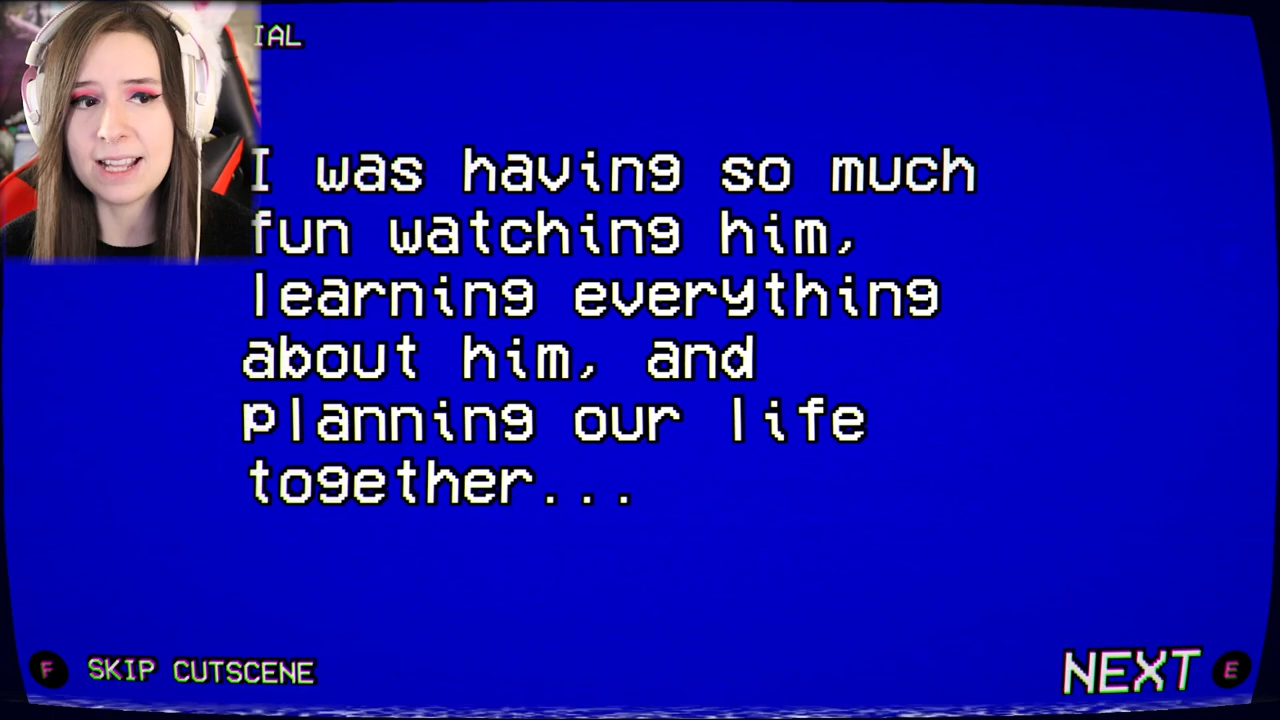 IAL
I was having so much
fun watching him,
learning everything
about him, and
planning our life
together...
F SKIP CUTSCENE
NEXT E